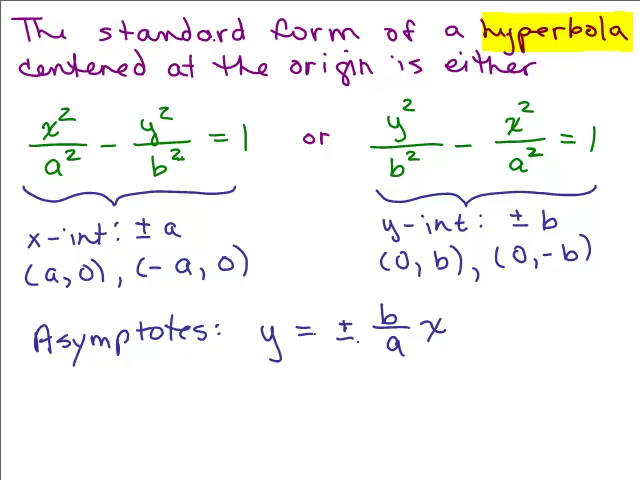 The standard form of a hyperbola
centered at the origin is either
x²/a² - y²/b² = 1 or y²/b² - x²/a² = 1
x-int: ± a y-int: ± b
(a, 0), (-a, 0) (0, b), (0, -b)
Asymptotes: y = ± b/a x